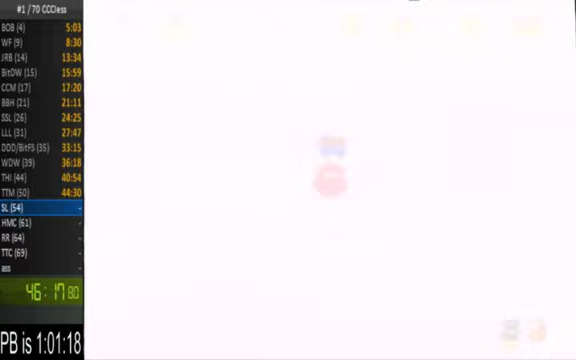 #1 / 70 CCCless
BOB (4) 5:03
WF (9) 8:30
JRB (14) 13:34
BitDW (15) 15:59
CCM (17) 17:20
BBH (21) 21:11
SSL (26) 24:25
LLL (31) 27:47
DDD/BitFS (35) 33:15
WDW (39) 36:18
THI (44) 40:54
TTM (50) 44:30
SL (54) -
HMC (61) -
RR (64) -
TTC (69) -
ass -
46:17 80
PB is 1:01:18